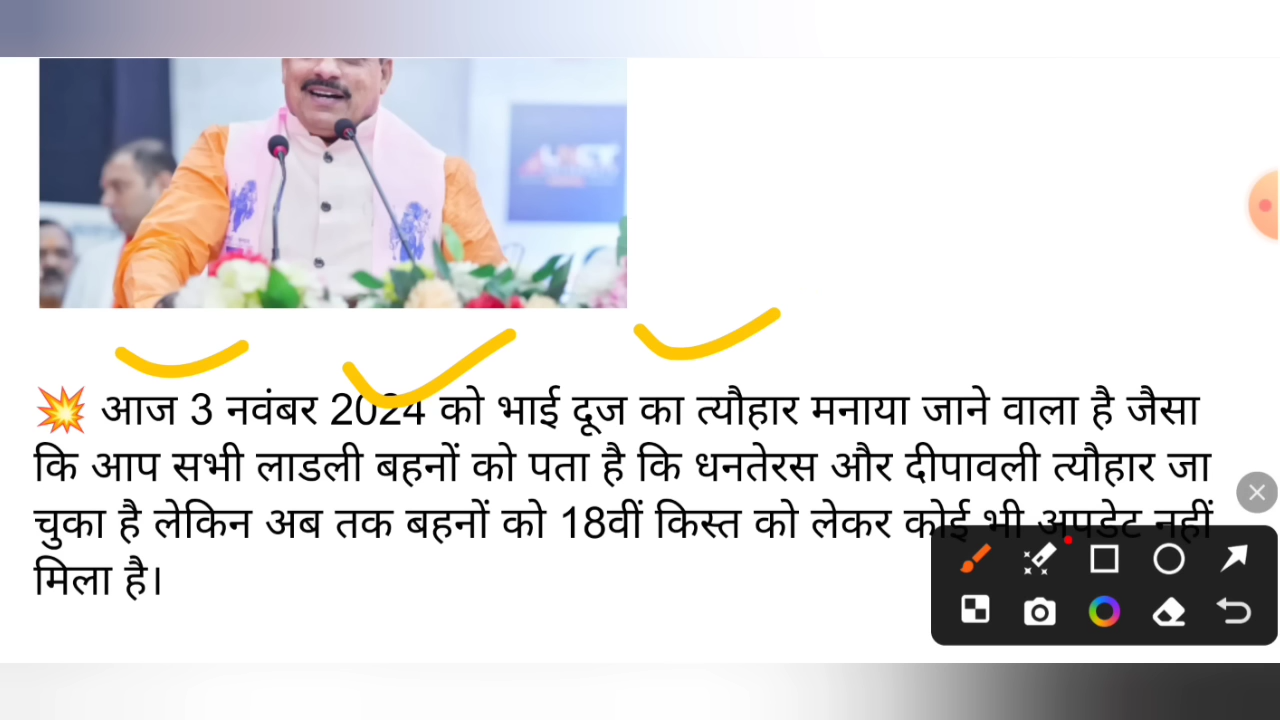 💥 आज 3 नवंबर 2024 को भाई दूज का त्यौहार मनाया जाने वाला है जैसा
कि आप सभी लाडली बहनों को पता है कि धनतेरस और दीपावली त्यौहार जा
चुका है लेकिन अब तक बहनों को 18वीं किस्त को लेकर कोई भी अपडेट नहीं
मिला है।